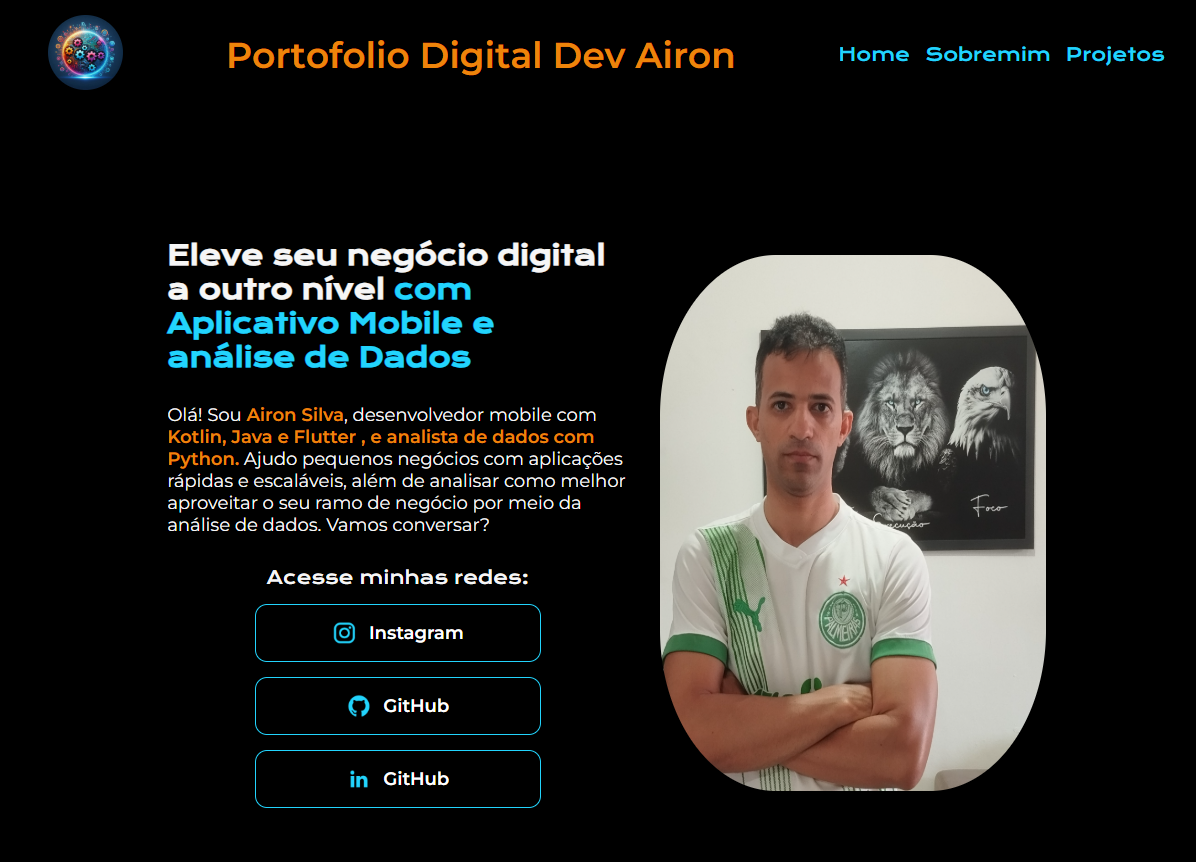 Portofolio Digital Dev Airon
Home Sobremim Projetos
Eleve seu negócio digital
a outro nível com
Aplicativo Mobile e
análise de Dados
Olá! Sou Airon Silva, desenvolvedor mobile com
Kotlin, Java e Flutter , e analista de dados com
Python. Ajudo pequenos negócios com aplicações
rápidas e escaláveis, além de analisar como melhor
aproveitar o seu ramo de negócio por meio da
análise de dados. Vamos conversar?
Acesse minhas redes:
Instagram
GitHub
in GitHub
Foco
Execução
PALMEIRAS